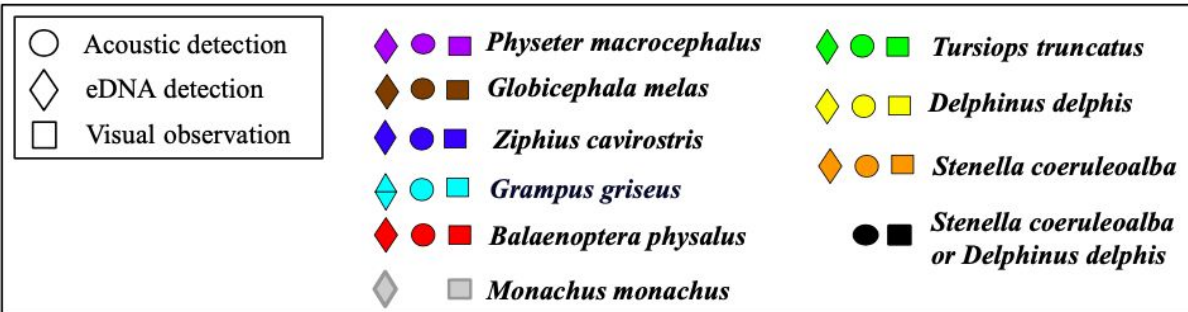 Acoustic detection
eDNA detection
Visual observation
Physeter macrocephalus
Globicephala melas
Ziphius cavirostris
Grampus griseus
Balaenoptera physalus
Monachus monachus
Tursiops truncatus
Delphinus delphis
Stenella coeruleoalba
Stenella coeruleoalba
or Delphinus delphis